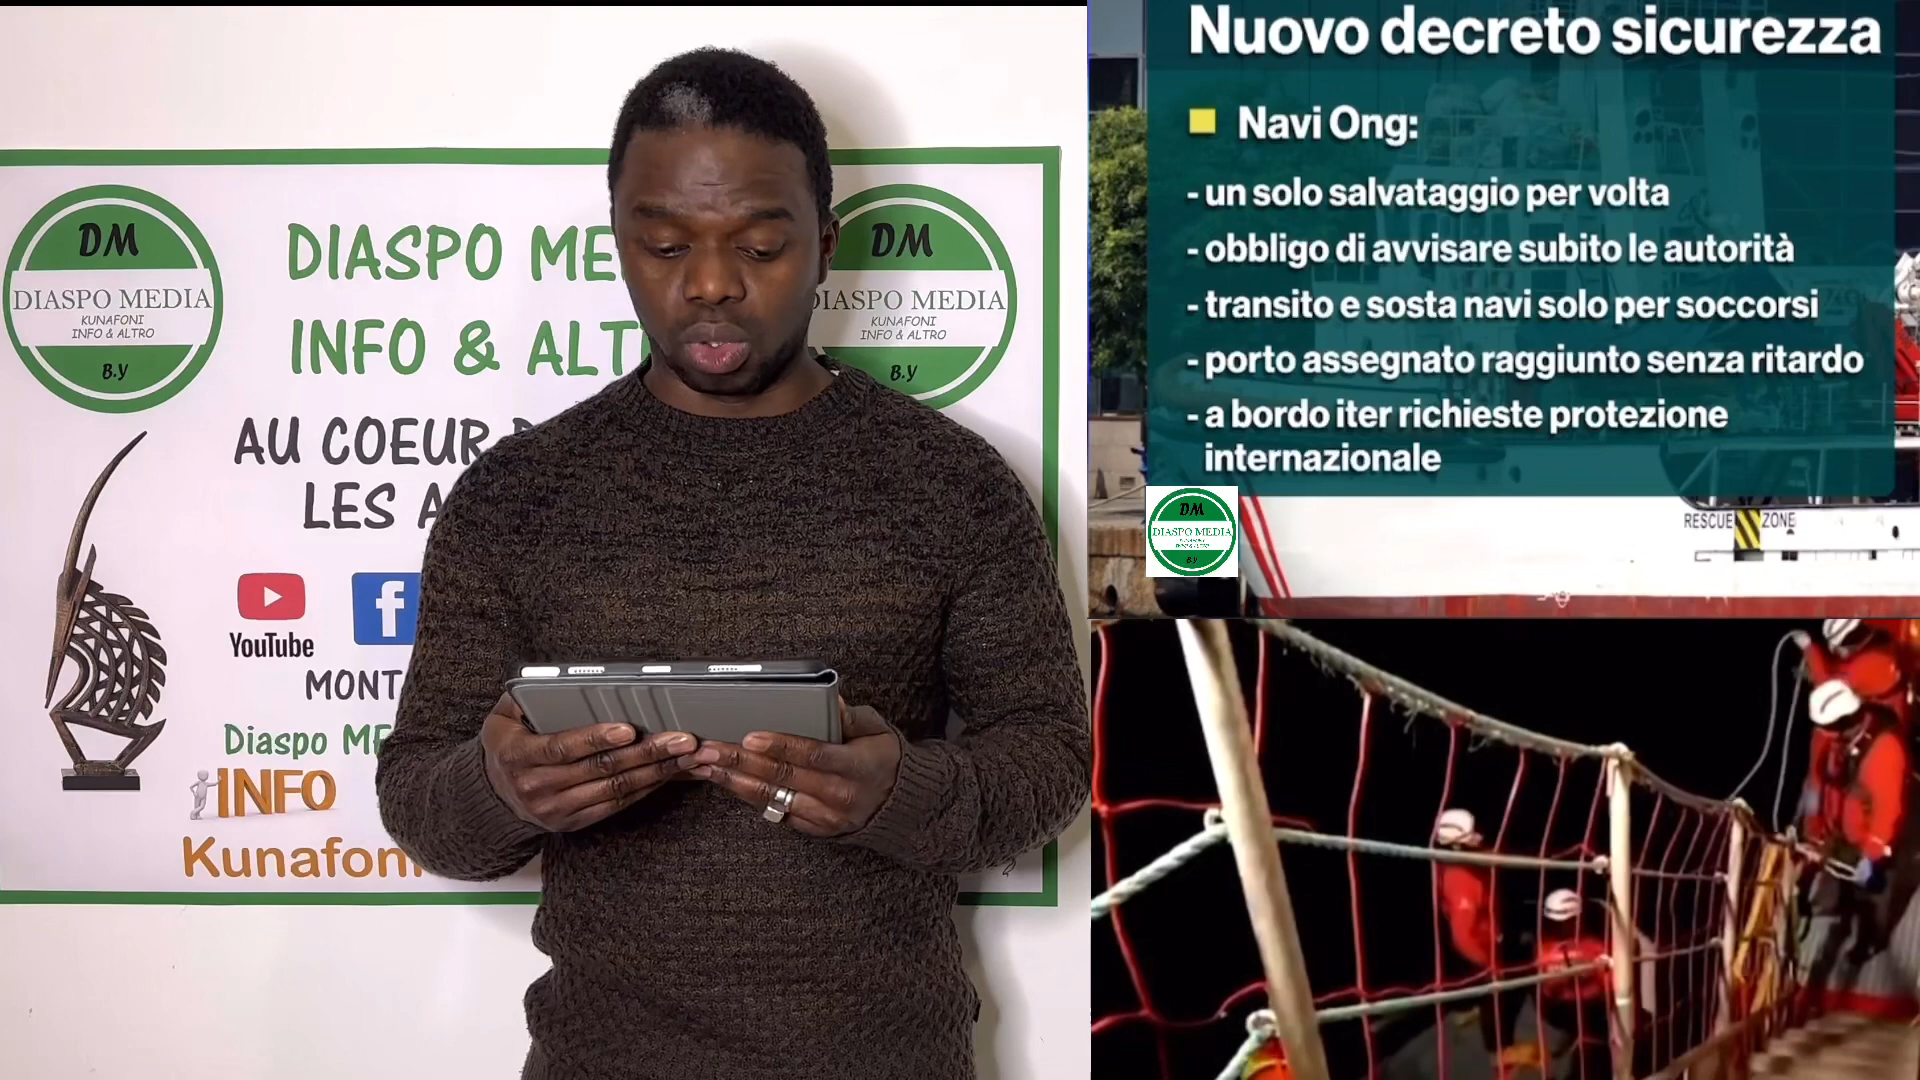 DM
DIASPO MEDIA
KUNAFONI
INFO & ALTRO
B.Y
DIASPO ME
INFO & ALT
DM
DIASPO MEDIA
KUNAFONI
INFO & ALTRO
B.Y
AU COEUR
LES A
YouTube
f
MONT
Diaspo ME
INFO
Kunafoni
Nuovo decreto sicurezza
Navi Ong:
- un solo salvataggio per volta
- obbligo di avvisare subito le autorità
- transito e sosta navi solo per soccorsi
- porto assegnato raggiunto senza ritardo
- a bordo iter richieste protezione
internazionale
DM
DIASPO MEDIA
B.Y
RESCUE ZONE